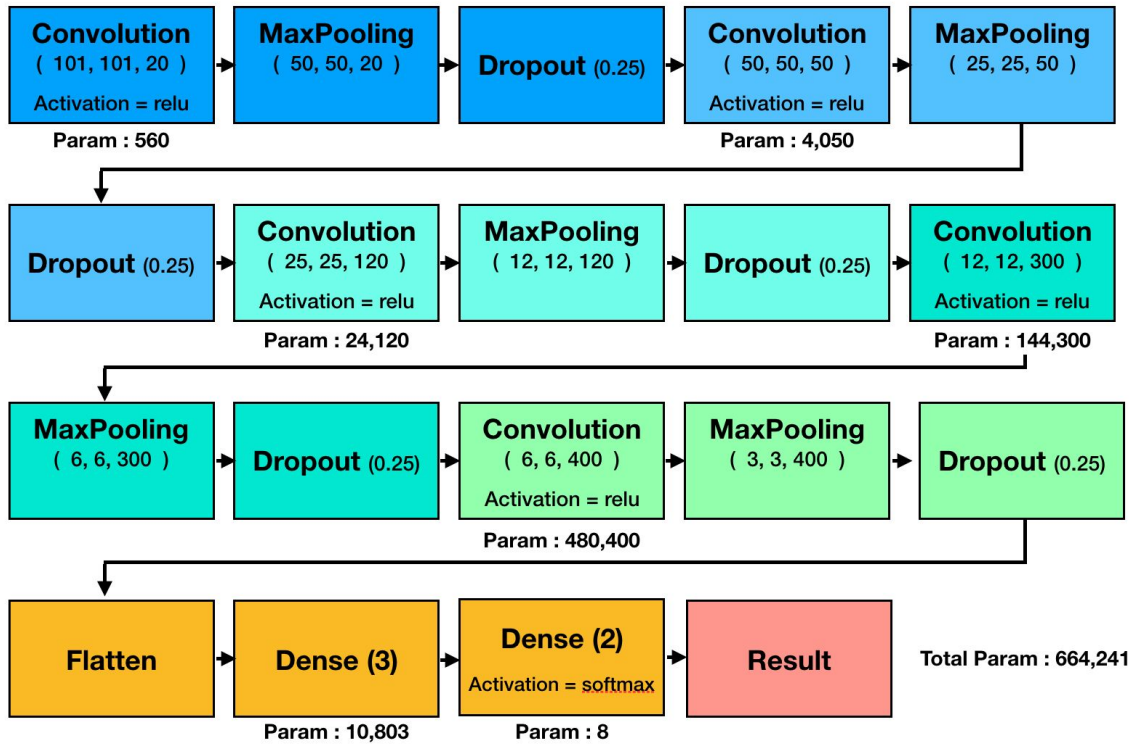 Convolution
( 101, 101, 20 )
Activation = relu
Param : 560
MaxPooling
( 50, 50, 20 )
Dropout (0.25)
Convolution
( 50, 50, 50 )
Activation = relu
Param : 4,050
MaxPooling
( 25, 25, 50 )
Dropout (0.25)
Convolution
( 25, 25, 120 )
Activation = relu
Param : 24,120
MaxPooling
( 12, 12, 120 )
Dropout (0.25)
Convolution
( 12, 12, 300 )
Activation = relu
Param : 144,300
MaxPooling
( 6, 6, 300 )
Dropout (0.25)
Convolution
( 6, 6, 400 )
Activation = relu
Param : 480,400
MaxPooling
( 3, 3, 400 )
Dropout (0.25)
Flatten
Dense (3)
Param : 10,803
Dense (2)
Activation = softmax
Param : 8
Result
Total Param : 664,241